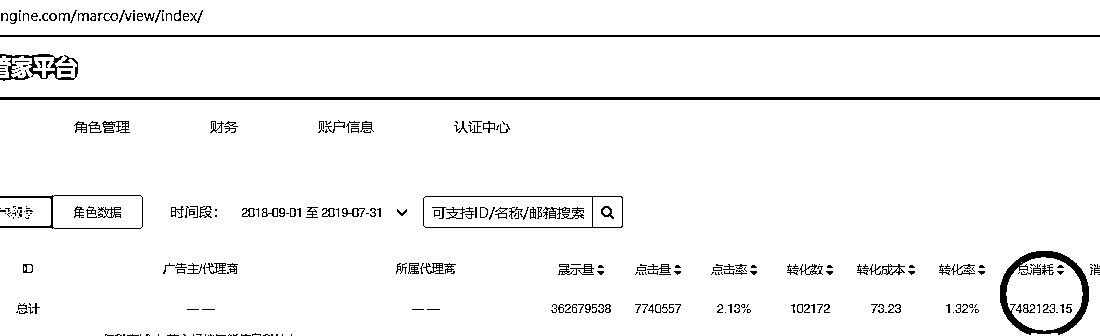 ngine.com/marco/view/index/
管家平台
角色管理 财务 账户信息 认证中心
角色数据 时间段： 2018-09-01 至 2019-07-31 可支持ID/名称/邮箱搜索
ID 广告主/代理商 所属代理商 展示量 点击量 点击率 转化数 转化成本 转化率 总消耗 消
总计 —— —— 362679538 7740557 2.13% 102172 73.23 1.32% 7482123.15